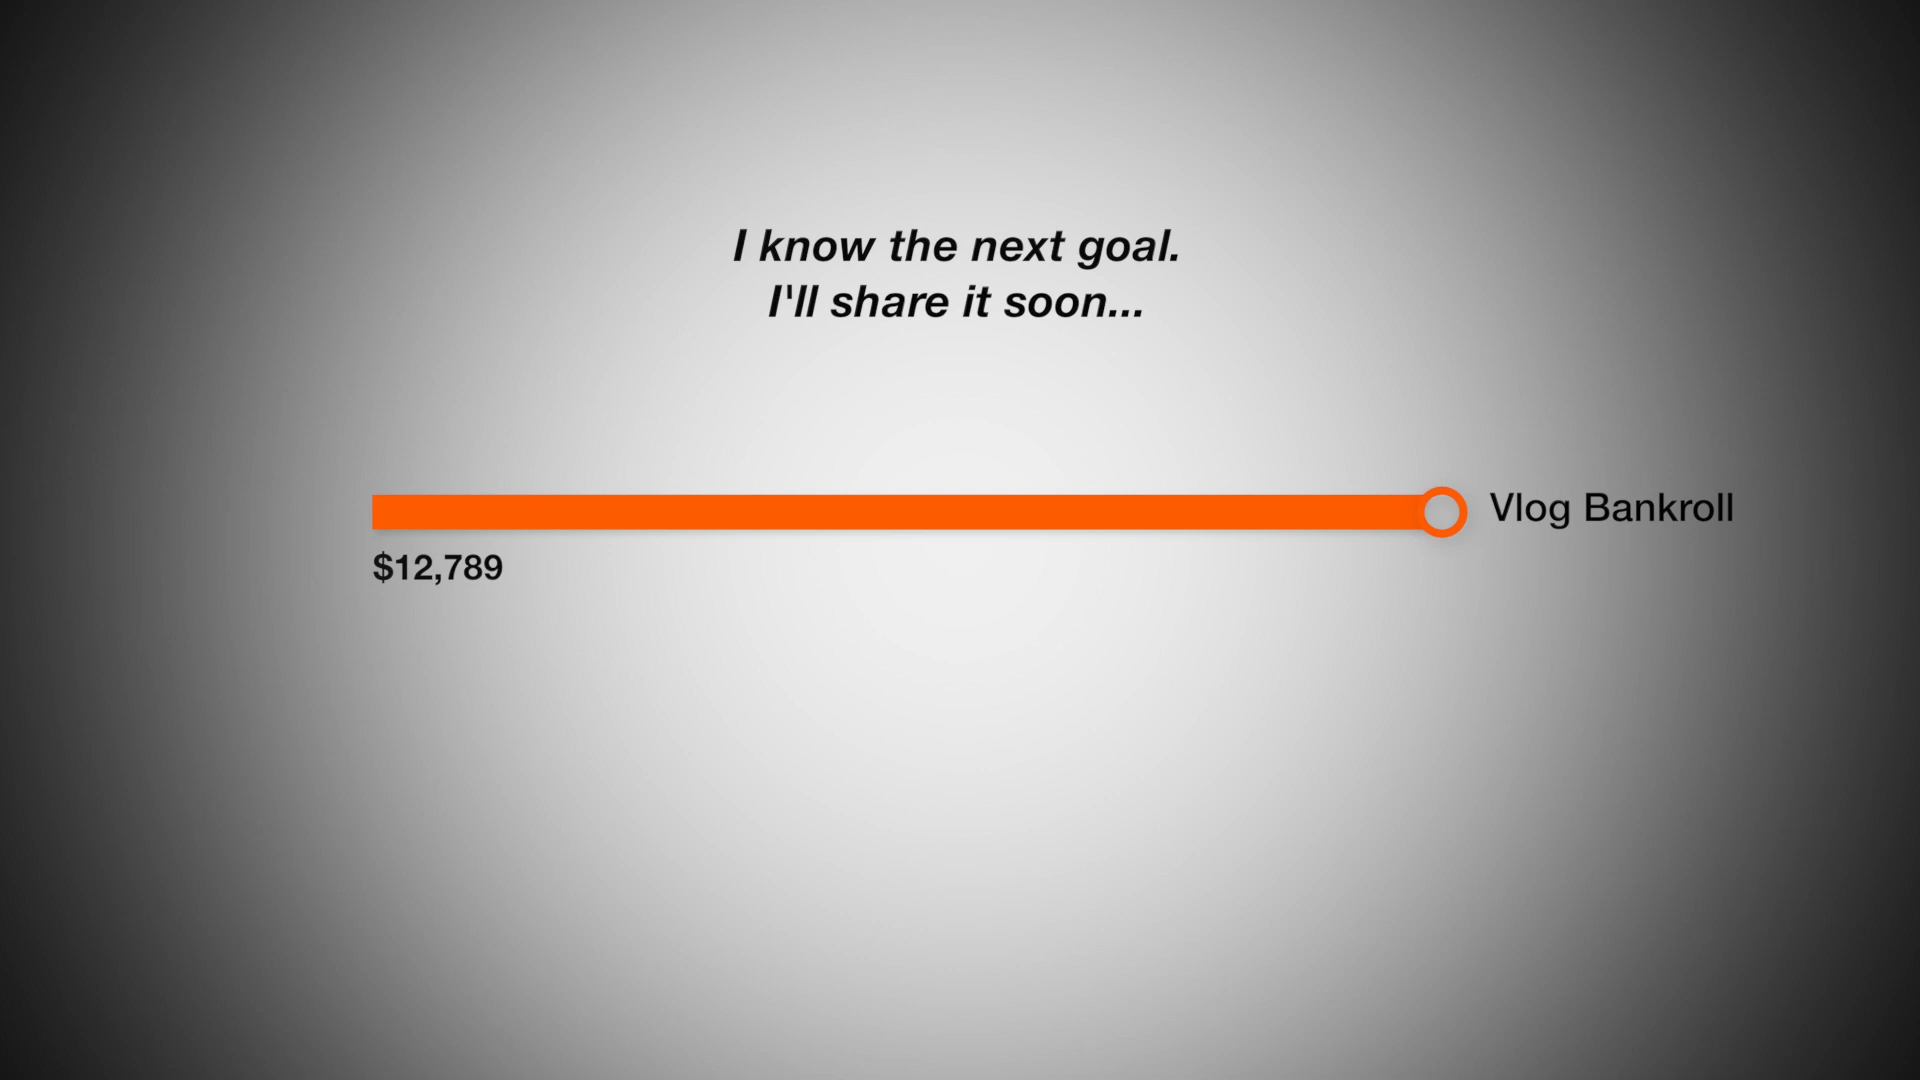 I know the next goal.
I'll share it soon...
Vlog Bankroll
$12,789